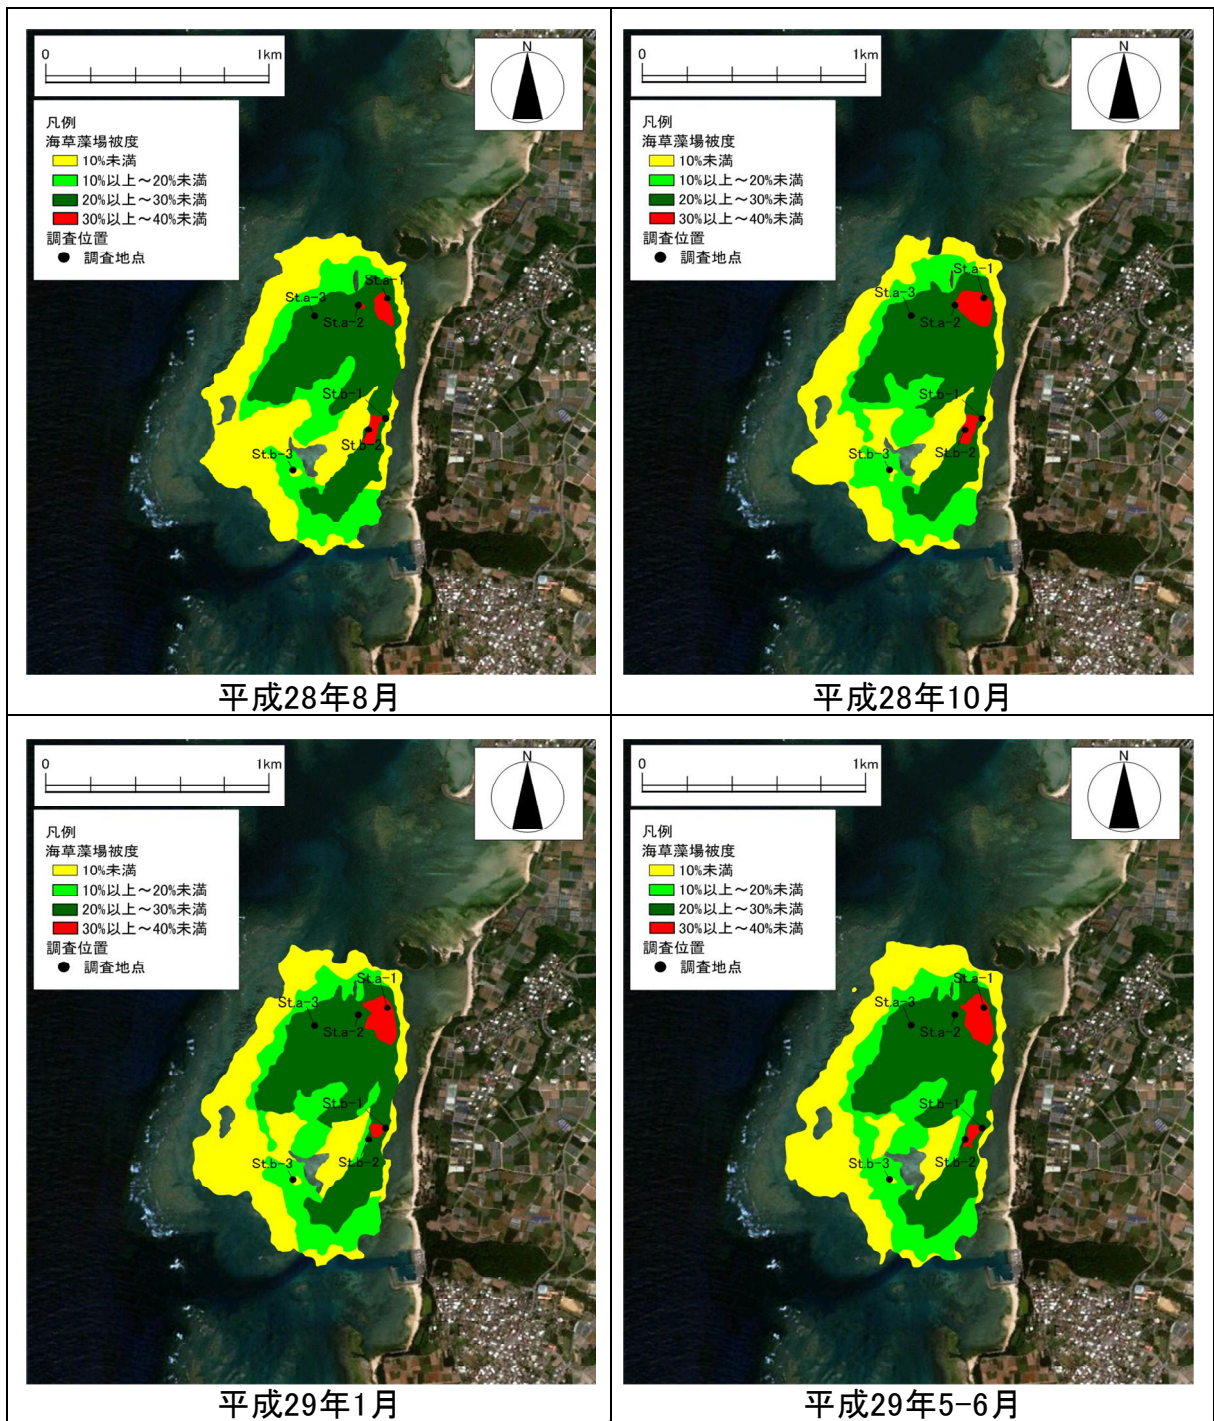 0 1km
N
凡例
海草藻場被度
10%未満
10%以上～20%未満
20%以上～30%未満
30%以上～40%未満
調査位置
調査地点
St.a-1
St.a-3
St.a-2
St.b-1
St.b-2
St.b-3
平成28年8月
0 1km
N
凡例
海草藻場被度
10%未満
10%以上～20%未満
20%以上～30%未満
30%以上～40%未満
調査位置
調査地点
St.a-1
St.a-3
St.a-2
St.b-1
St.b-2
St.b-3
平成28年10月
0 1km
N
凡例
海草藻場被度
10%未満
10%以上～20%未満
20%以上～30%未満
30%以上～40%未満
調査位置
調査地点
St.a-1
St.a-3
St.a-2
St.b-1
St.b-2
St.b-3
平成29年1月
0 1km
N
凡例
海草藻場被度
10%未満
10%以上～20%未満
20%以上～30%未満
30%以上～40%未満
調査位置
調査地点
St.a-1
St.a-3
St.a-2
St.b-1
St.b-2
St.b-3
平成29年5-6月